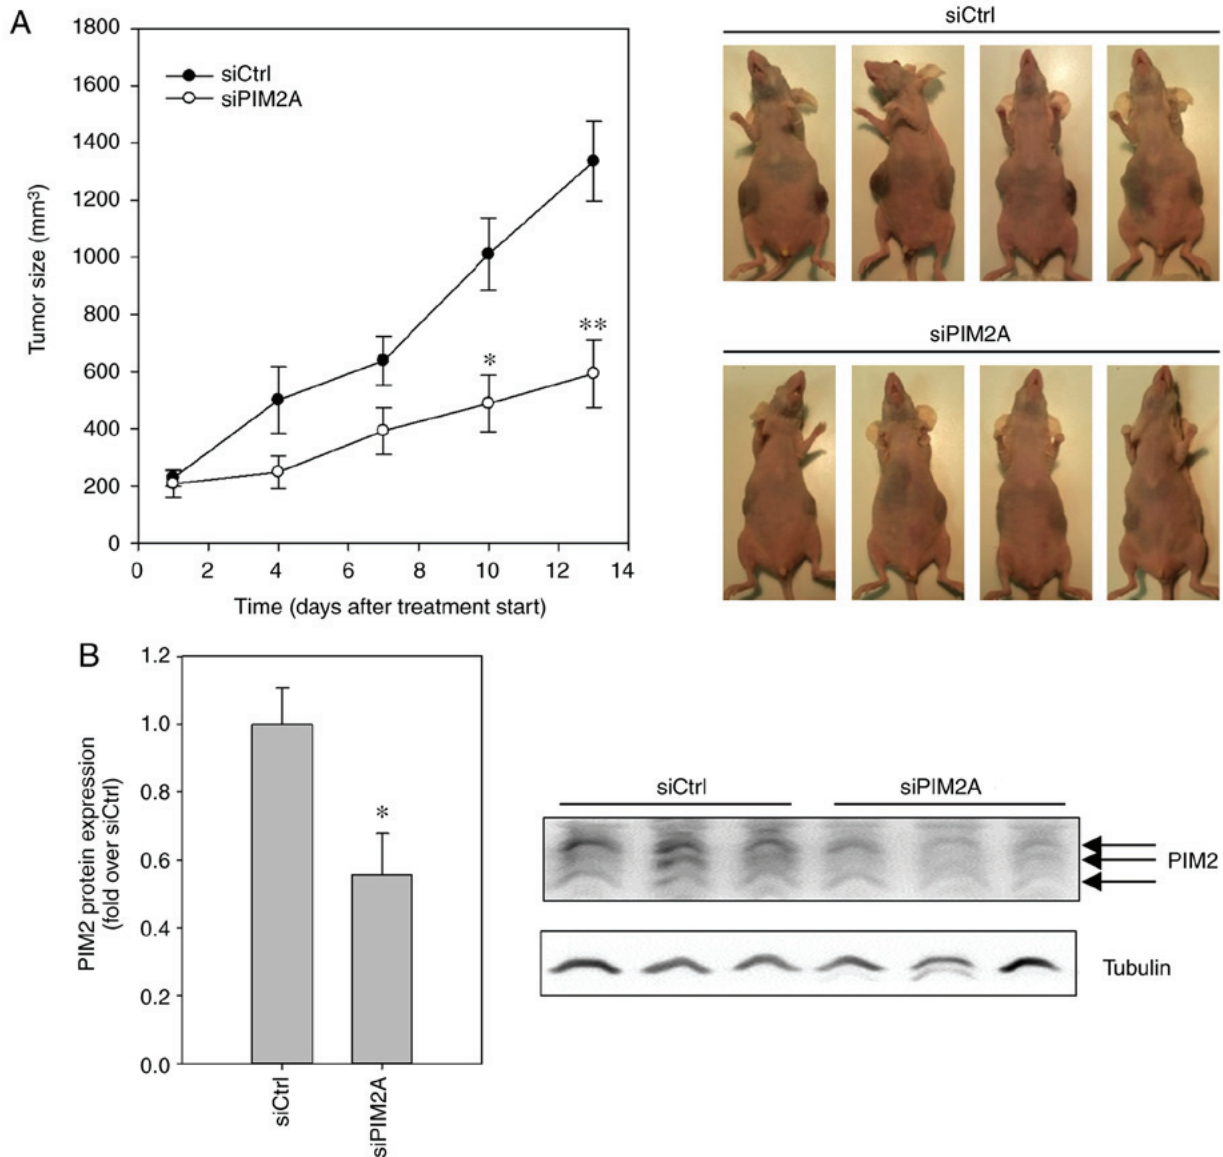 A
1800
1600
1400
1200
1000
800
600
400
200
0
Tumor size (mm³)
siCtrl
siPIM2A
*
**
0 2 4 6 8 10 12 14
Time (days after treatment start)
siCtrl
siPIM2A
B
1.2
1.0
0.8
0.6
0.4
0.2
0.0
PIM2 protein expression
(fold over siCtrl)
*
siCtrl
siPIM2A
siCtrl siPIM2A
PIM2
Tubulin